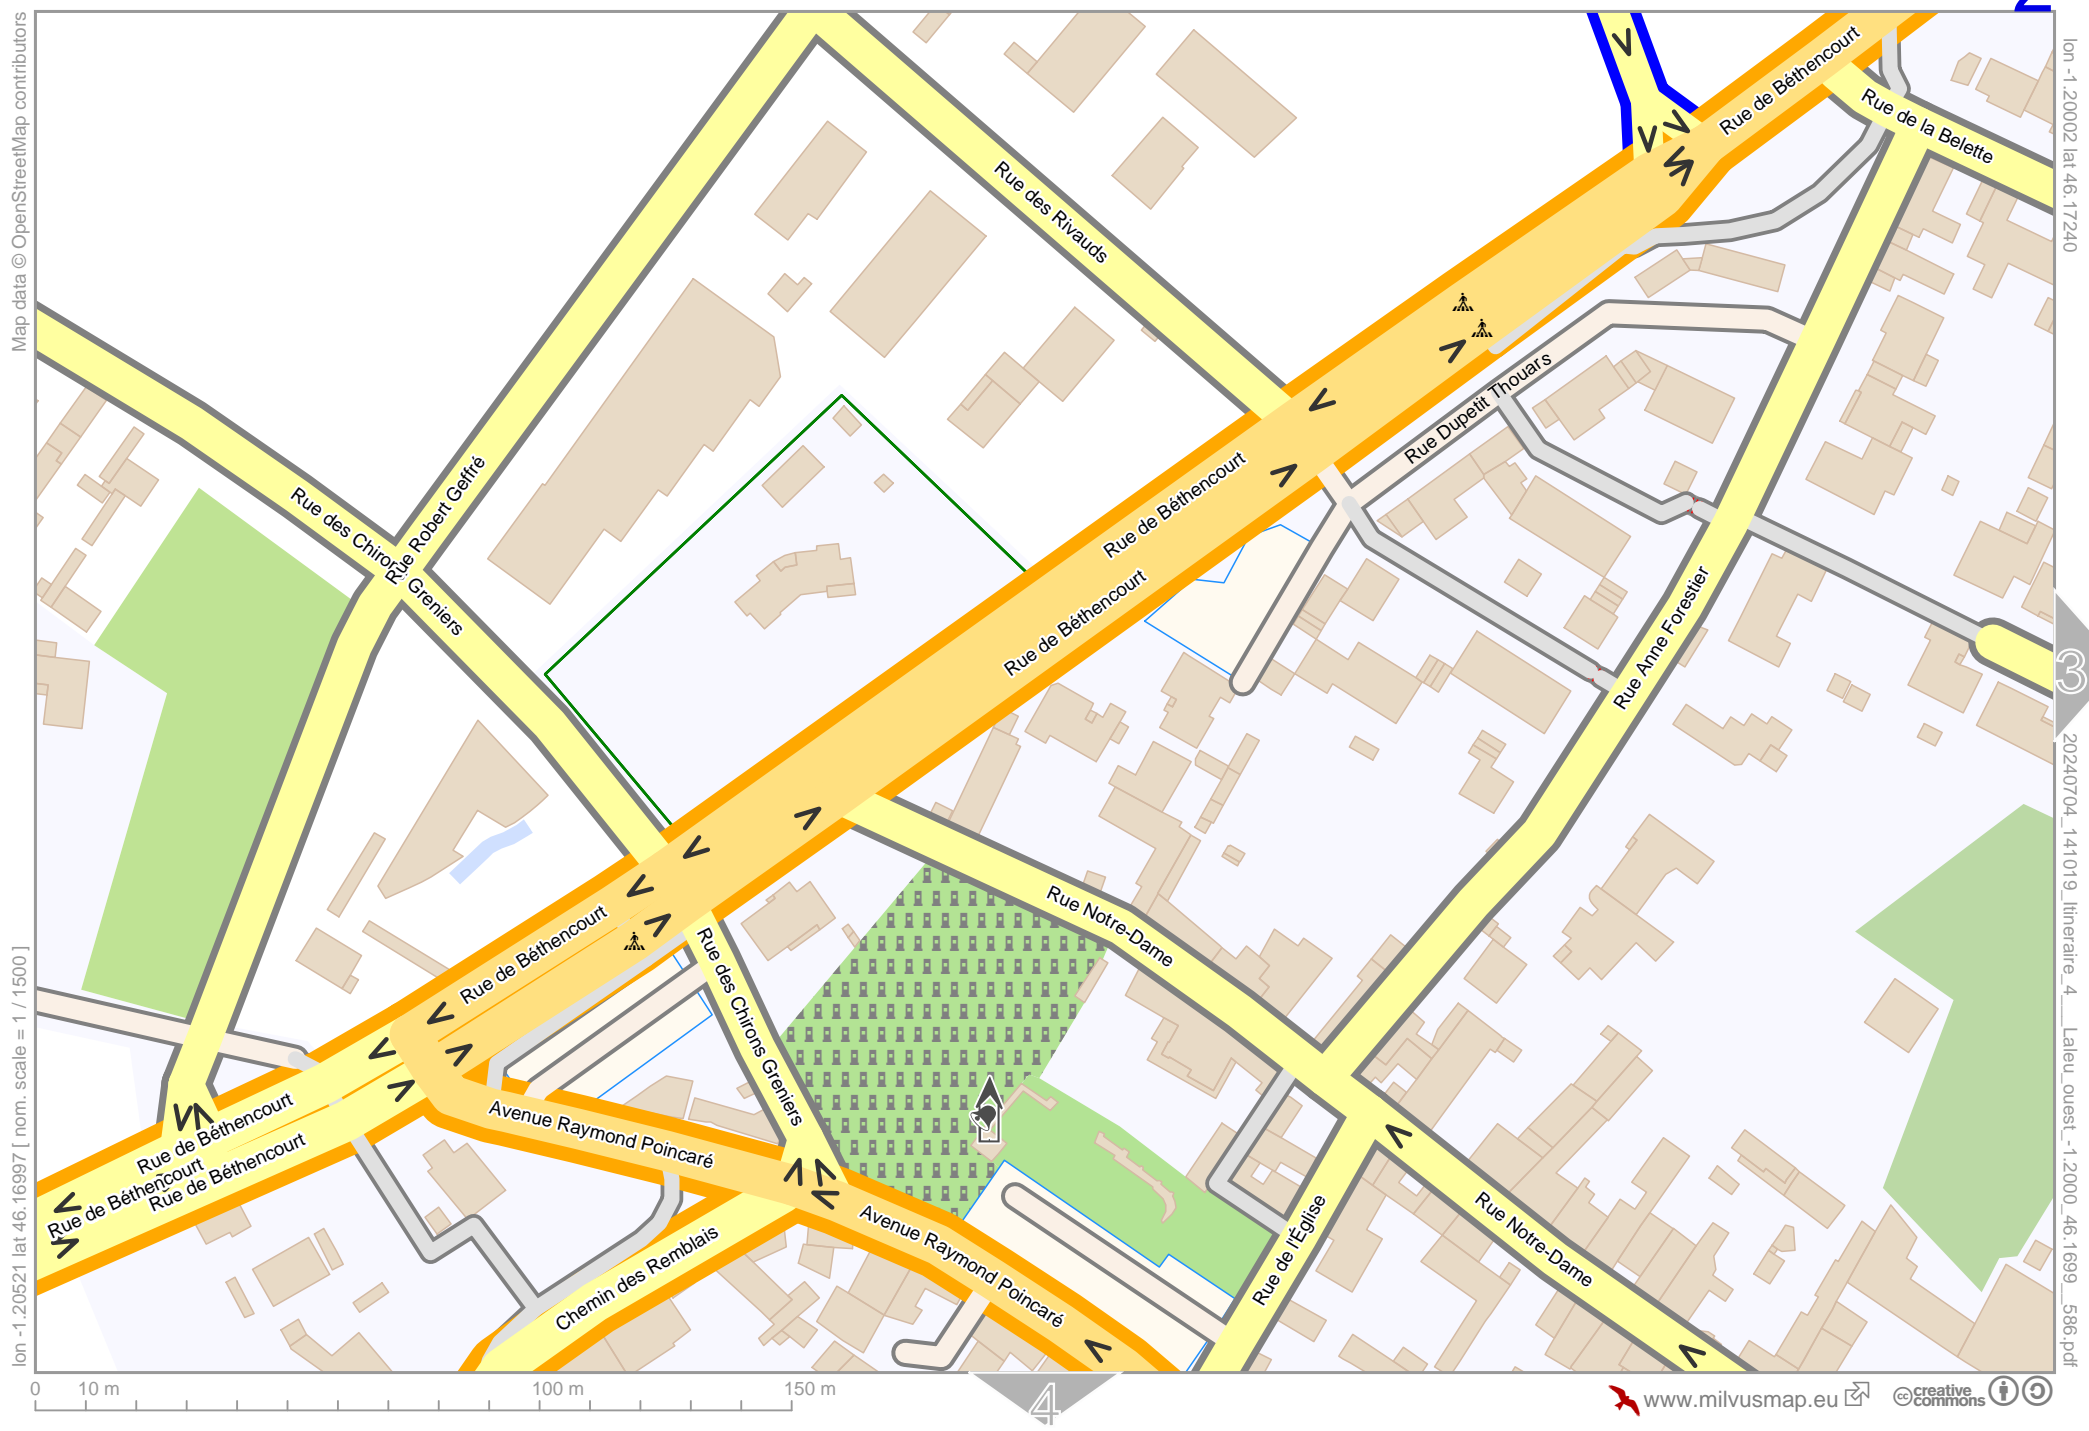 2
Map data © OpenStreetMap contributors
lon -1.20002 lat 46.17240
Rue de Béthencourt
Rue de la Belette
Rue des Rivauds
Rue Dupetit Thouars
Rue Robert Geffré
Rue des Chirons Greniers
Rue de Béthencourt
Rue de Béthencourt
Rue Anne Forestier
3
Rue Notre-Dame
Rue de Béthencourt
Rue des Chirons Greniers
Avenue Raymond Poincaré
Rue de Béthencourt
Rue de Béthencourt
Rue de Béthencourt
Avenue Raymond Poincaré
Chemin des Remblais
Rue de l'Église
Rue Notre-Dame
lon -1.20521 lat 46.16997 [ nom. scale = 1 / 1500 ]
20240704_141019_Itineraire_4___Laleu_ouest_-1.2000_46.1699__586.pdf
0 10 m 100 m 150 m
4
www.milvusmap.eu
cc creative commons